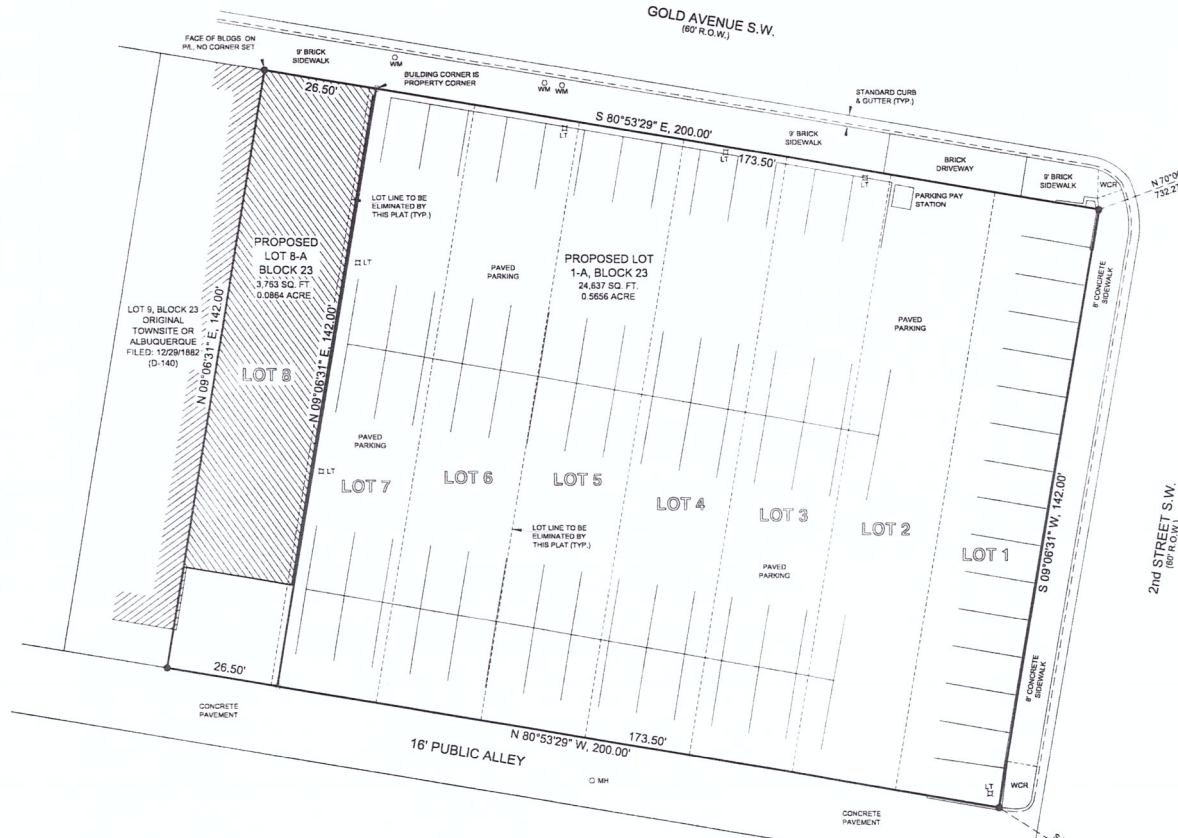 GOLD AVENUE S.W.
(60' R.O.W.)
FACE OF BLDGS ON
P/L, NO CORNER SET
9' BRICK
SIDEWALK
WM
BUILDING CORNER IS
PROPERTY CORNER
WM WM
STANDARD CURB
& GUTTER (TYP.)
26.50'
S 80°53'29" E, 200.00'
LT
173.50'
LT
LT
9' BRICK
SIDEWALK
BRICK
DRIVEWAY
9' BRICK
SIDEWALK
WCR
PARKING PAY
STATION
LOT LINE TO BE
ELIMINATED BY
THIS PLAT (TYP.)
PROPOSED
LOT 8-A
BLOCK 23
3,763 SQ. FT
0.0864 ACRE
LT
PAVED
PARKING
PROPOSED LOT
1-A, BLOCK 23
24,637 SQ. FT.
0.5656 ACRE
PAVED
PARKING
8' CONCRETE
SIDEWALK
LOT 9, BLOCK 23
ORIGINAL
TOWNSITE OR
ALBUQUERQUE
FILED: 12/29/1882
(D-140)
N 09°06'31" E, 142.00'
N 09°06'31" E, 142.00'
LOT 8
PAVED
PARKING
LT
LOT 7
LOT 6
LOT 5
LOT 4
LOT 3
LOT 2
LOT 1
S 09°06'31" W, 142.00'
2nd STREET S.W.
(60' R.O.W.)
LOT LINE TO BE
ELIMINATED BY
THIS PLAT (TYP.)
PAVED
PARKING
8' CONCRETE
SIDEWALK
26.50'
CONCRETE
PAVEMENT
N 80°53'29" W, 200.00'
173.50'
16' PUBLIC ALLEY
MH
LT
WCR
CONCRETE
PAVEMENT